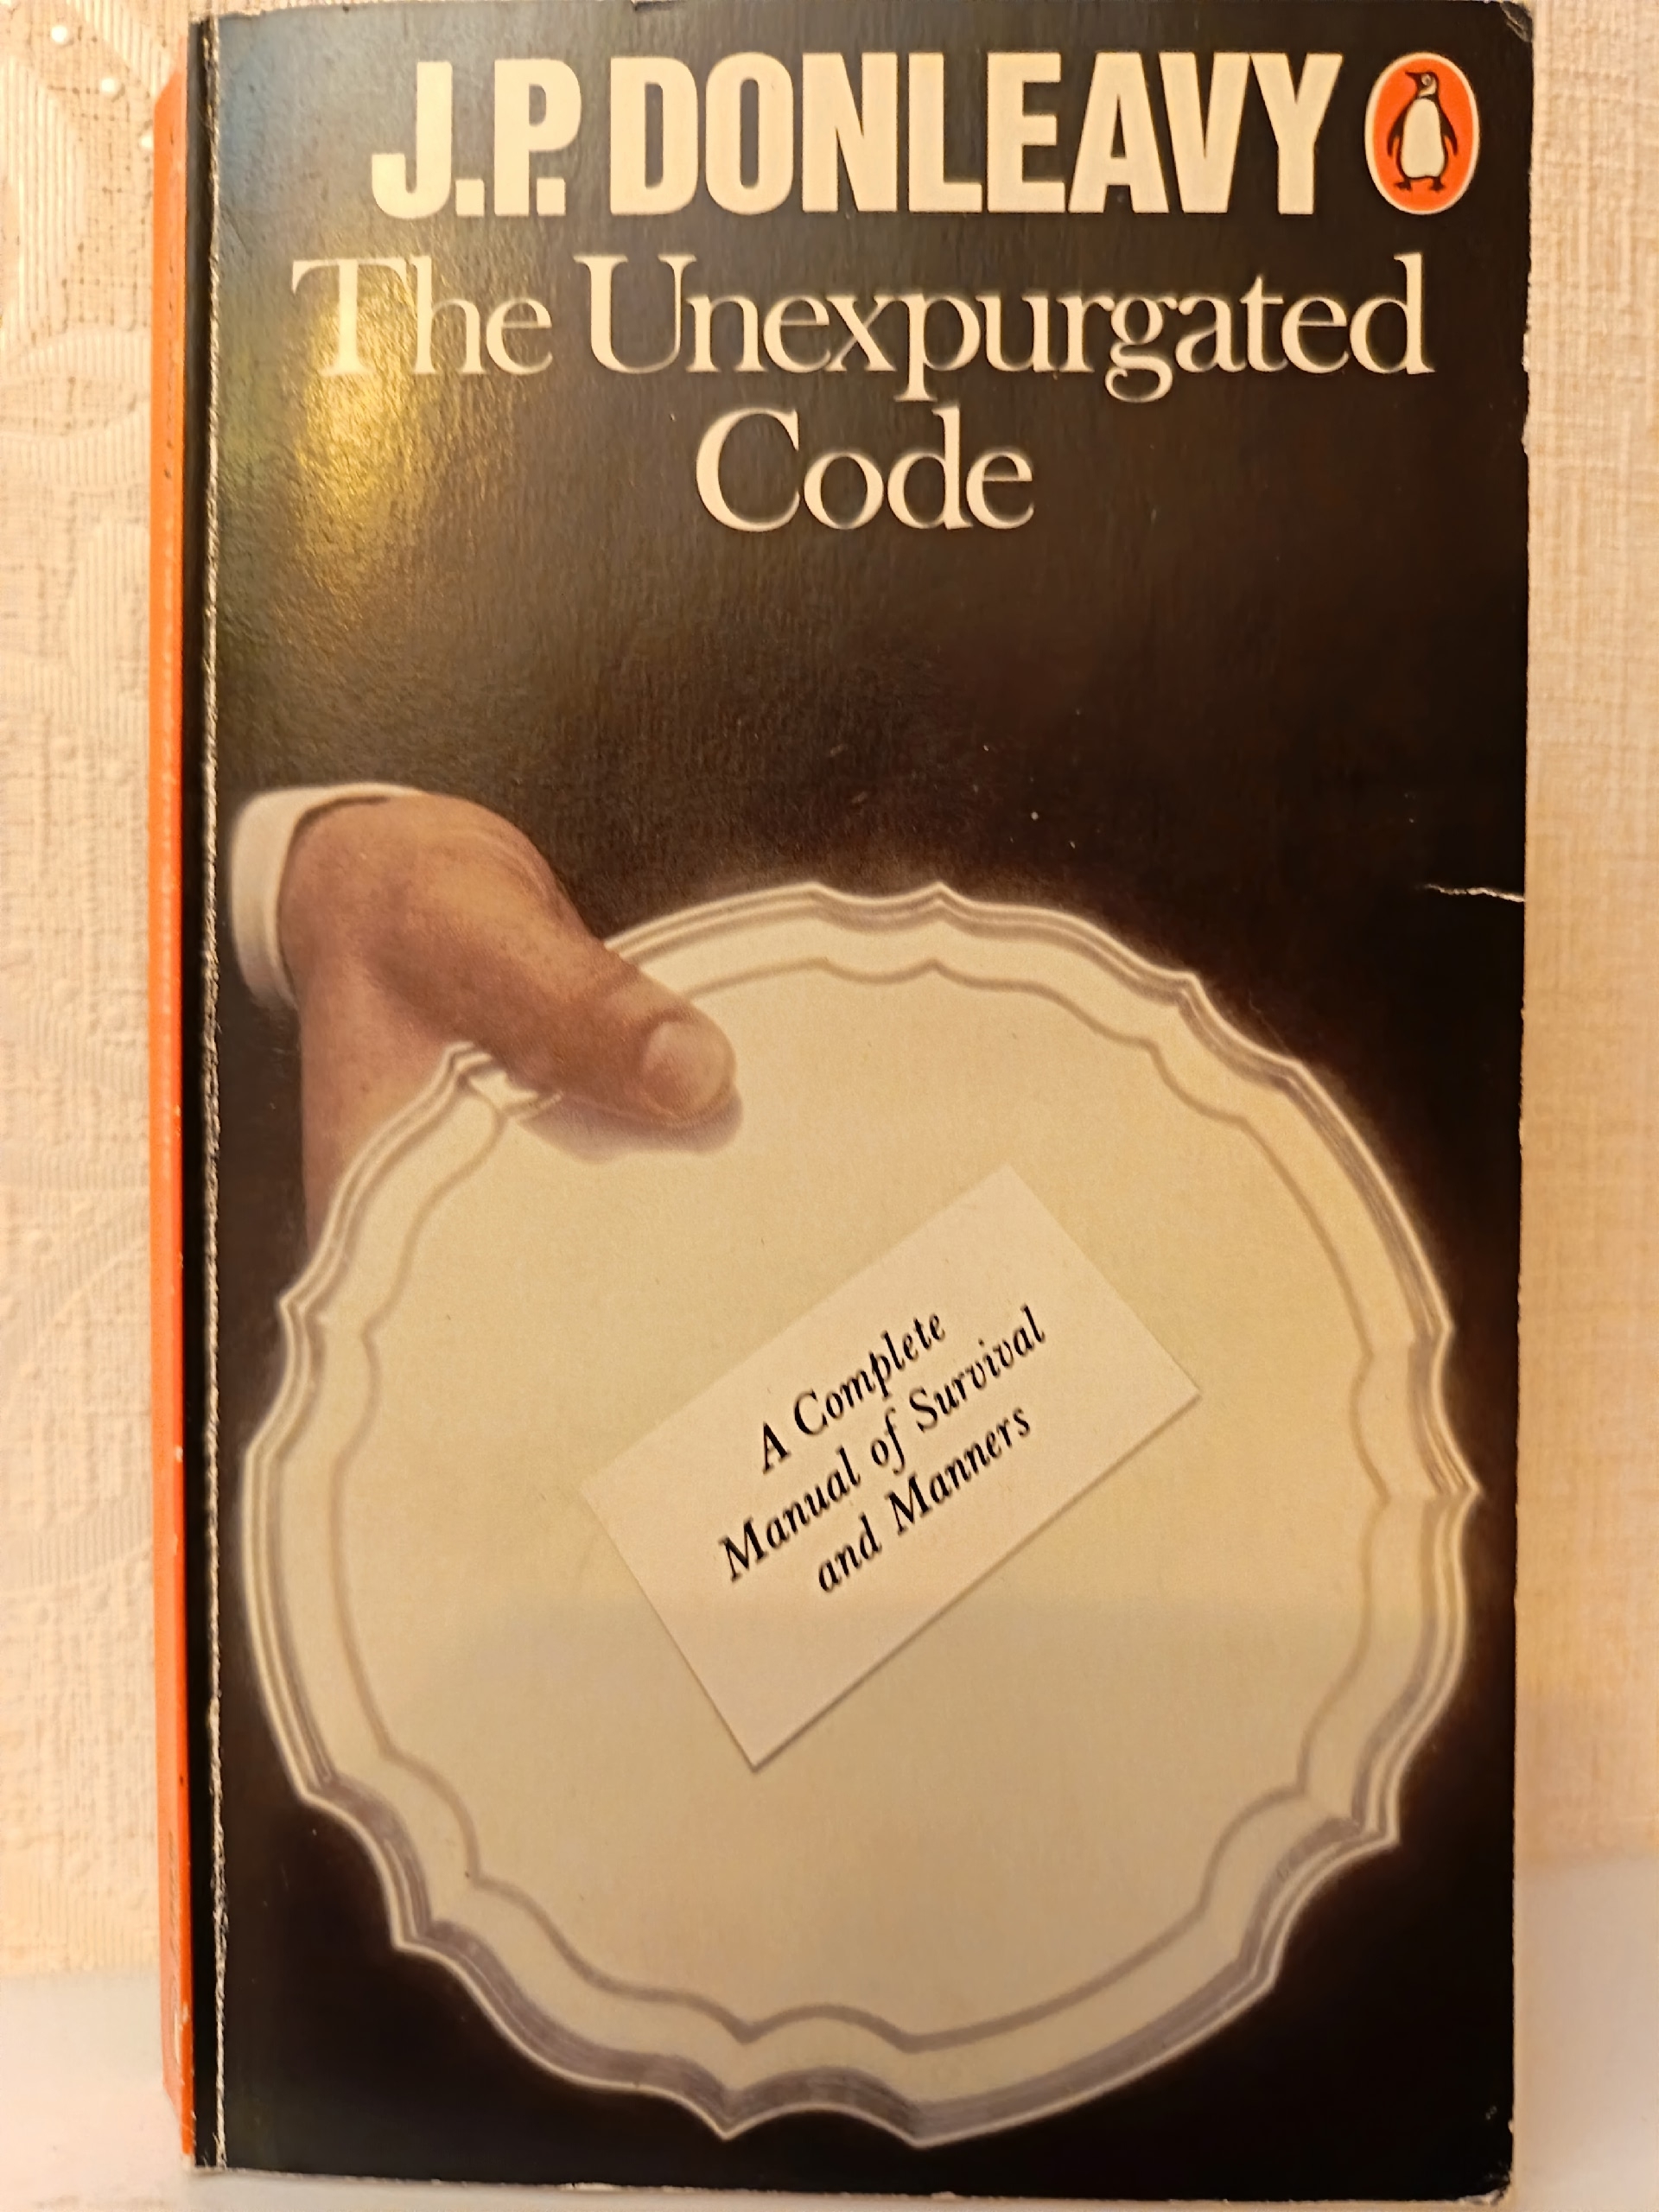 J.P. DONLEAVY
The Unexpurgated
Code
A Complete
Manual of Survival
and Manners